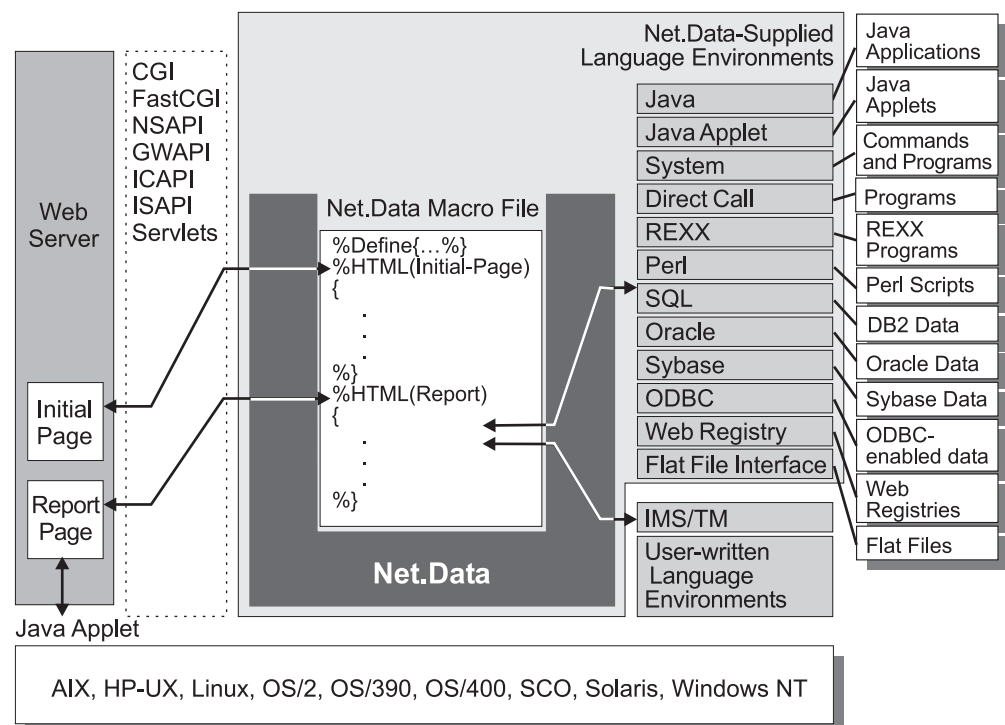 Web
Server
Initial
Page
Report
Page
Java Applet
CGI
FastCGI
NSAPI
GWAPI
ICAPI
ISAPI
Servlets
Net.Data Macro File
%Define{...%}
%HTML(Initial-Page)
{
.
.
.
%}
%HTML(Report)
{
.
.
.
%}
Net.Data
Net.Data-Supplied
Language Environments
Java
Java Applet
System
Direct Call
REXX
Perl
SQL
Oracle
Sybase
ODBC
Web Registry
Flat File Interface
IMS/TM
User-written
Language
Environments
Java
Applications
Java
Applets
Commands
and Programs
Programs
REXX
Programs
Perl Scripts
DB2 Data
Oracle Data
Sybase Data
ODBC-
enabled data
Web
Registries
Flat Files
AIX, HP-UX, Linux, OS/2, OS/390, OS/400, SCO, Solaris, Windows NT